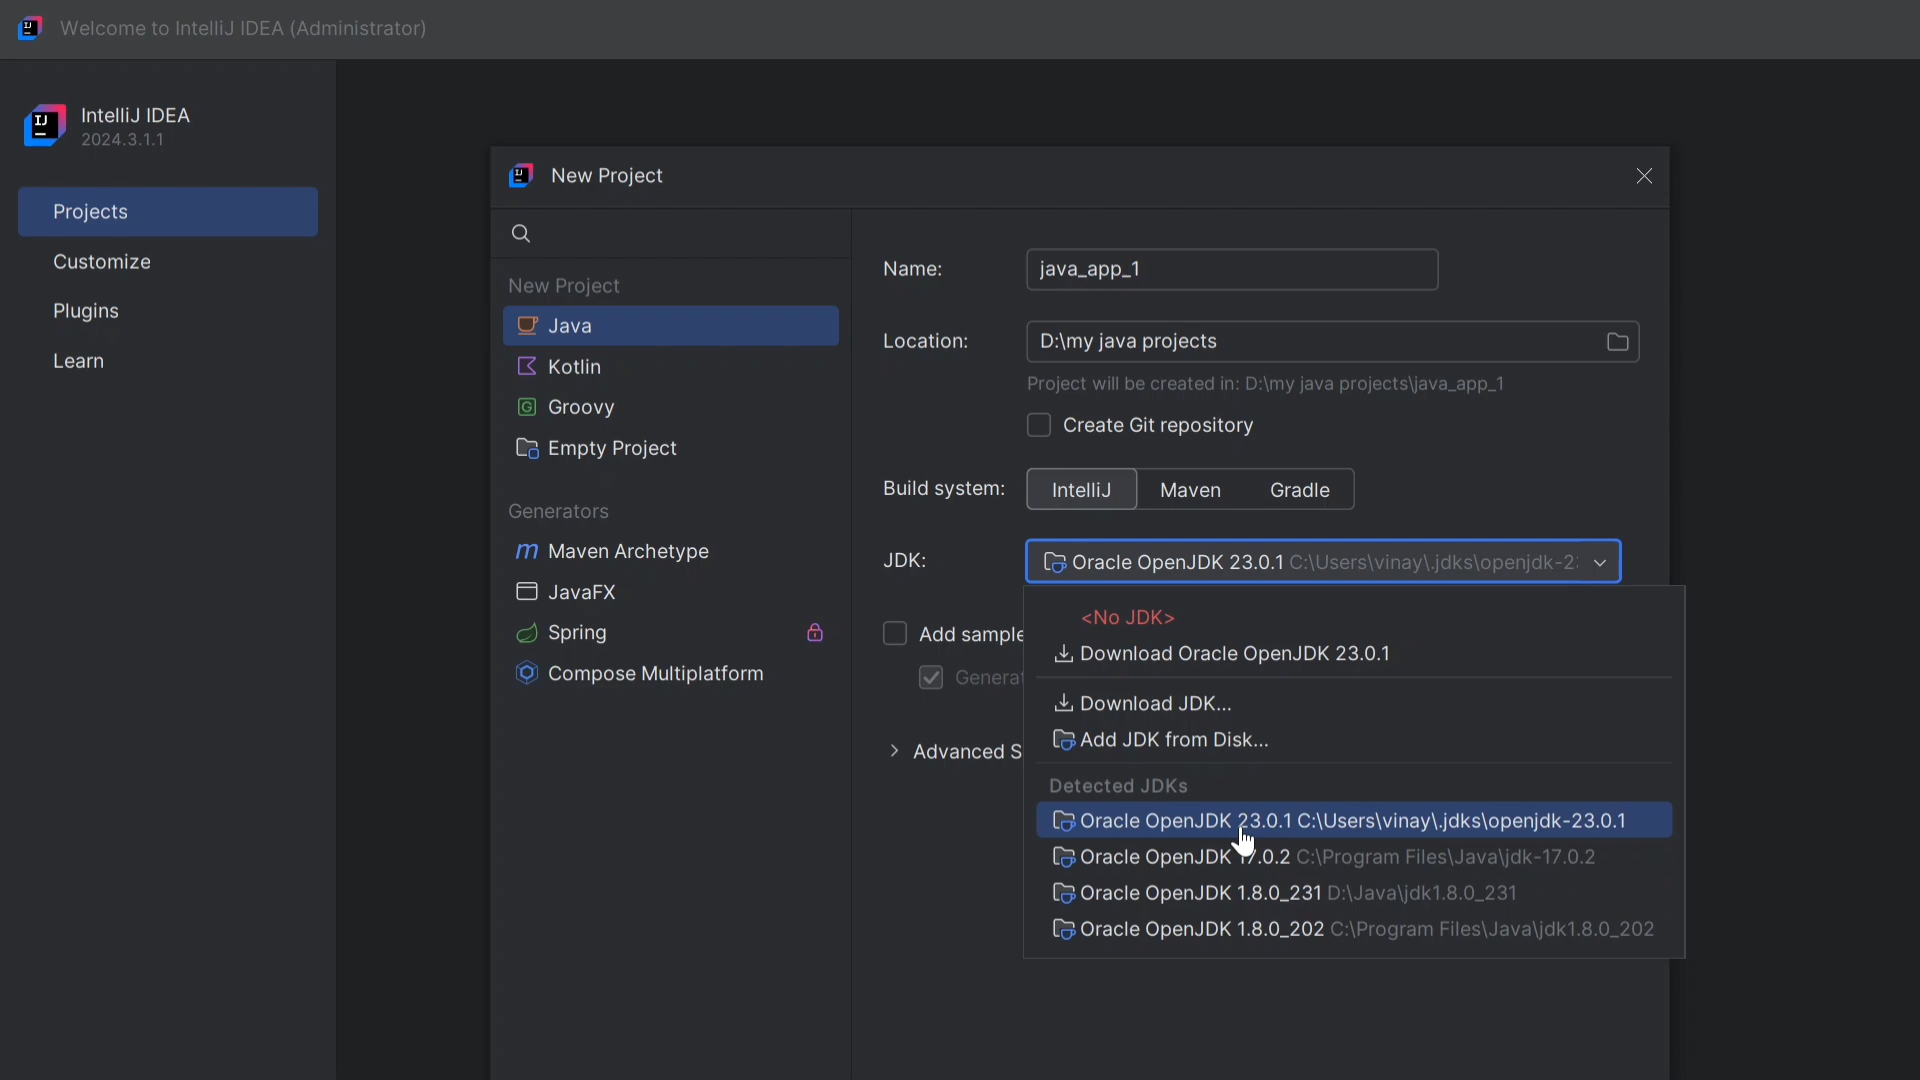 Welcome to IntelliJ IDEA (Administrator)
IntelliJ IDEA
2024.3.1.1
Projects
Customize
Plugins
Learn
New Project
New Project
Java
Kotlin
Groovy
Empty Project
Generators
Maven Archetype
JavaFX
Spring
Compose Multiplatform
Name: java_app_1
Location: D:\my java projects
Project will be created in: D:\my java projects\java_app_1
Create Git repository
Build system: IntelliJ Maven Gradle
JDK: Oracle OpenJDK 23.0.1 C:\Users\vinay\.jdks\openjdk-2
Add sample
Generat
Advanced S
<No JDK>
Download Oracle OpenJDK 23.0.1
Download JDK...
Add JDK from Disk...
Detected JDKs
Oracle OpenJDK 23.0.1 C:\Users\vinay\.jdks\openjdk-23.0.1
Oracle OpenJDK 17.0.2 C:\Program Files\Java\jdk-17.0.2
Oracle OpenJDK 1.8.0_231 D:\Java\jdk1.8.0_231
Oracle OpenJDK 1.8.0_202 C:\Program Files\Java\jdk1.8.0_202